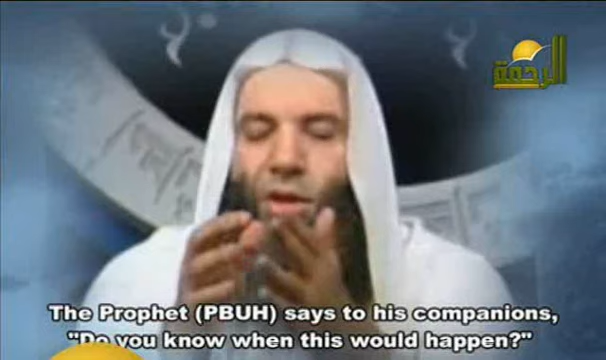 الرحمة
The Prophet (PBUH) says to his companions,
"Do you know when this would happen?"